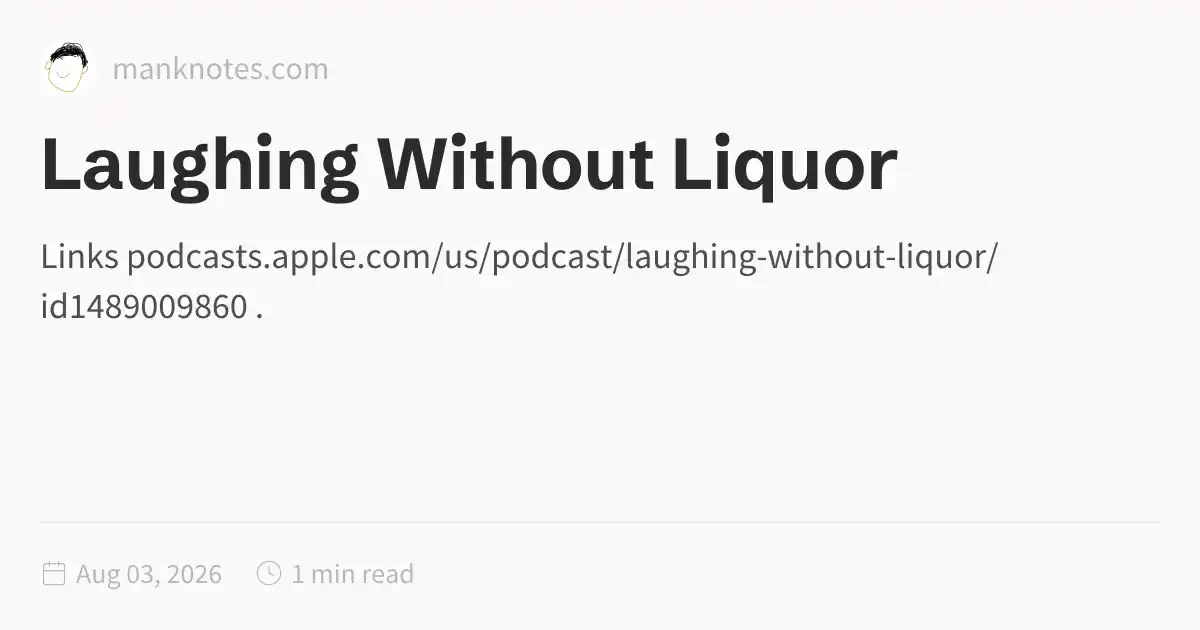 manknotes.com
Laughing Without Liquor
Links podcasts.apple.com/us/podcast/laughing-without-liquor/
id1489009860 .
Aug 03, 2026
1 min read